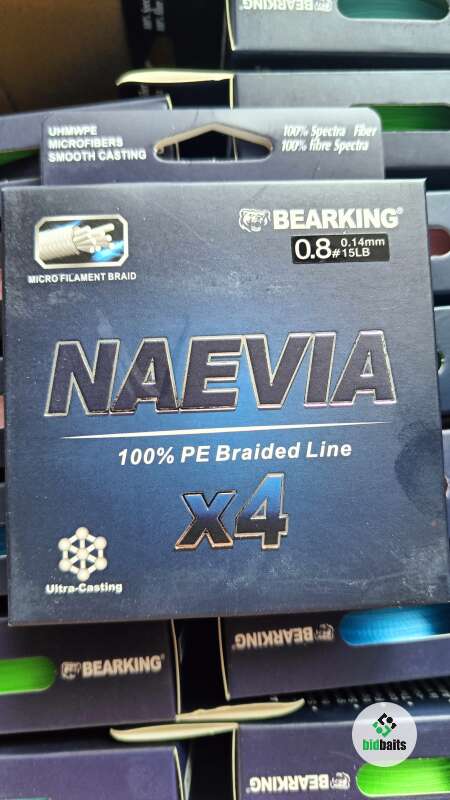 BEARKING
UHMWPE
MICROFIBERS
SMOOTH CASTING
100% Spectra Fiber
100% fibre Spectra
BEARKING®
0.8# 0.14mm 15LB
MICRO FILAMENT BRAID
NAEVIA
100% PE Braided Line
x4
Ultra-Casting
BEARKING
BEARKING®
BEARKING
bidbaits